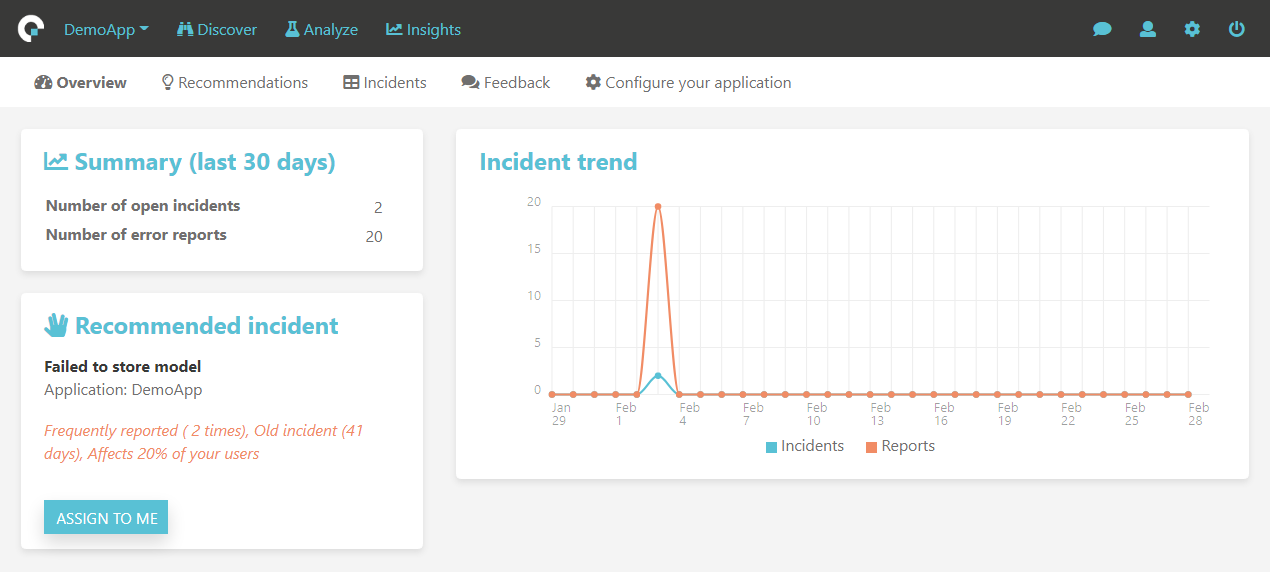 DemoApp Discover Analyze Insights
Overview Recommendations Incidents Feedback Configure your application
Summary (last 30 days)
Number of open incidents 2
Number of error reports 20
Recommended incident
Failed to store model
Application: DemoApp
Frequently reported ( 2 times), Old incident (41
days), Affects 20% of your users
ASSIGN TO ME
Incident trend
20
15
10
5
0
Jan 29
Feb 1
Feb 4
Feb 7
Feb 10
Feb 13
Feb 16
Feb 19
Feb 22
Feb 25
Feb 28
Incidents Reports